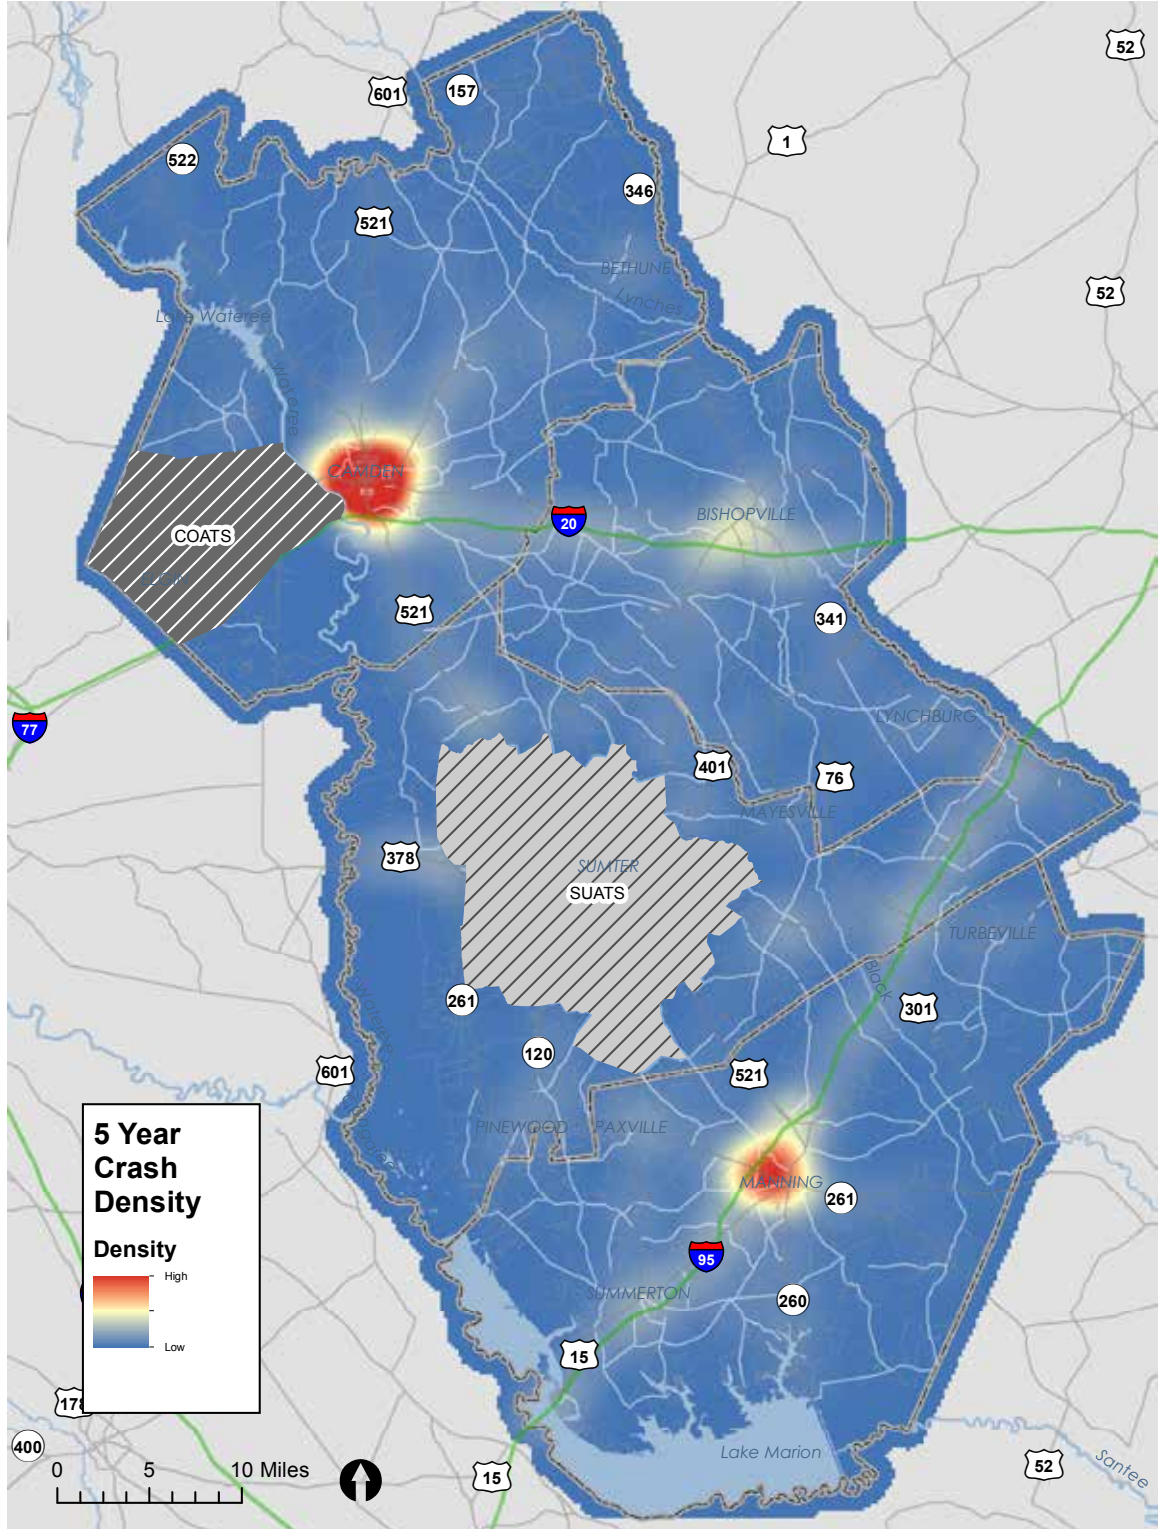 52
601
157
1
522
346
521
BETHUNE
Lynches
52
Lake Wateree
Wateree
CAMDEN
BISHOPVILLE
20
COATS
ELGIN
521
341
LYNCHBURG
77
401
76
MAYESVILLE
378
SUMTER
SUATS
TURBEVILLE
Black
261
301
Wateree
120
601
521
PINEWOOD
PAXVILLE
MANNING
261
95
SUMMERTON
260
15
5 Year
Crash
Density
Density
High
Low
178
400
0 5 10 Miles
15
Lake Marion
52
Santee